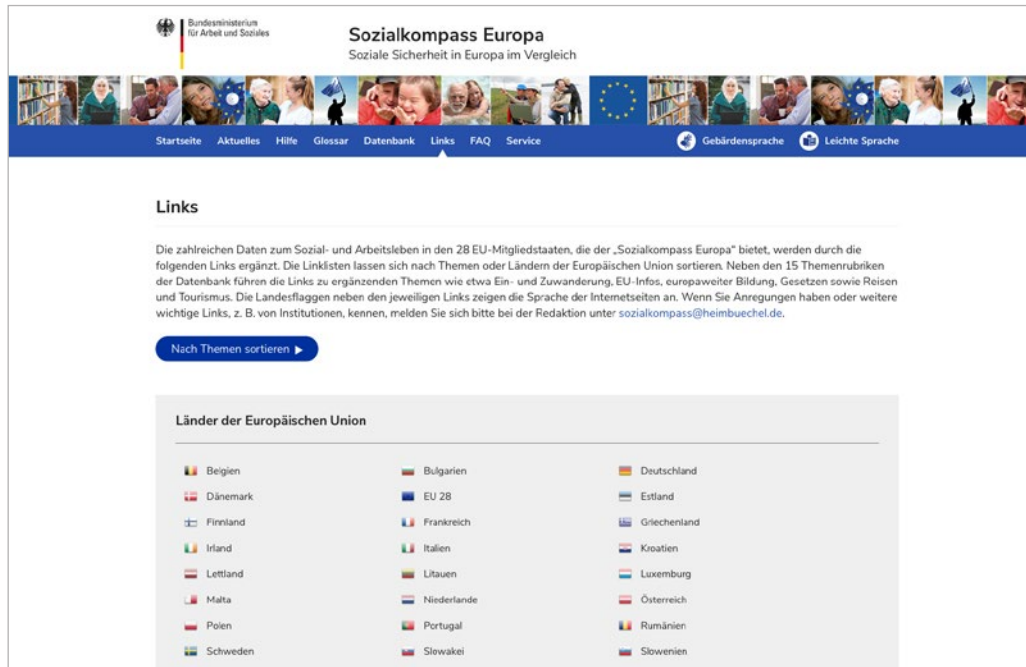 Bundesministerium
für Arbeit und Soziales
Sozialkompass Europa
Soziale Sicherheit in Europa im Vergleich
Startseite Aktuelles Hilfe Glossar Datenbank Links FAQ Service Gebärdensprache Leichte Sprache
Links
Die zahlreichen Daten zum Sozial- und Arbeitsleben in den 28 EU-Mitgliedstaaten, die der „Sozialkompass Europa“ bietet, werden durch die
folgenden Links ergänzt. Die Linklisten lassen sich nach Themen oder Ländern der Europäischen Union sortieren. Neben den 15 Themenrubriken
der Datenbank führen die Links zu ergänzenden Themen wie etwa Ein- und Zuwanderung, EU-Infos, europaweiter Bildung, Gesetzen sowie Reisen
und Tourismus. Die Landesflaggen neben den jeweiligen Links zeigen die Sprache der Internetseiten an. Wenn Sie Anregungen haben oder weitere
wichtige Links, z. B. von Institutionen, kennen, melden Sie sich bitte bei der Redaktion unter sozialkompass@heimbuechel.de.
Nach Themen sortieren
Länder der Europäischen Union
Belgien Bulgarien Deutschland
Dänemark EU 28 Estland
Finnland Frankreich Griechenland
Irland Italien Kroatien
Lettland Litauen Luxemburg
Malta Niederlande Österreich
Polen Portugal Rumänien
Schweden Slowakei Slowenien